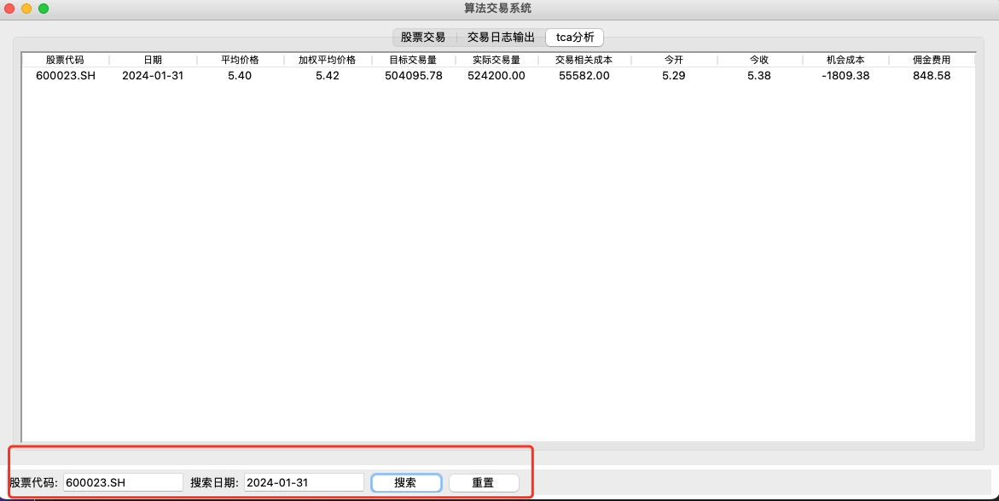 算法交易系统
股票交易 交易日志输出 tca分析
股票代码 日期 平均价格 加权平均价格 目标交易量 实际交易量 交易相关成本 今开 今收 机会成本 佣金费用
600023.SH 2024-01-31 5.40 5.42 504095.78 524200.00 55582.00 5.29 5.38 -1809.38 848.58
股票代码: 600023.SH 搜索日期: 2024-01-31 搜索 重置